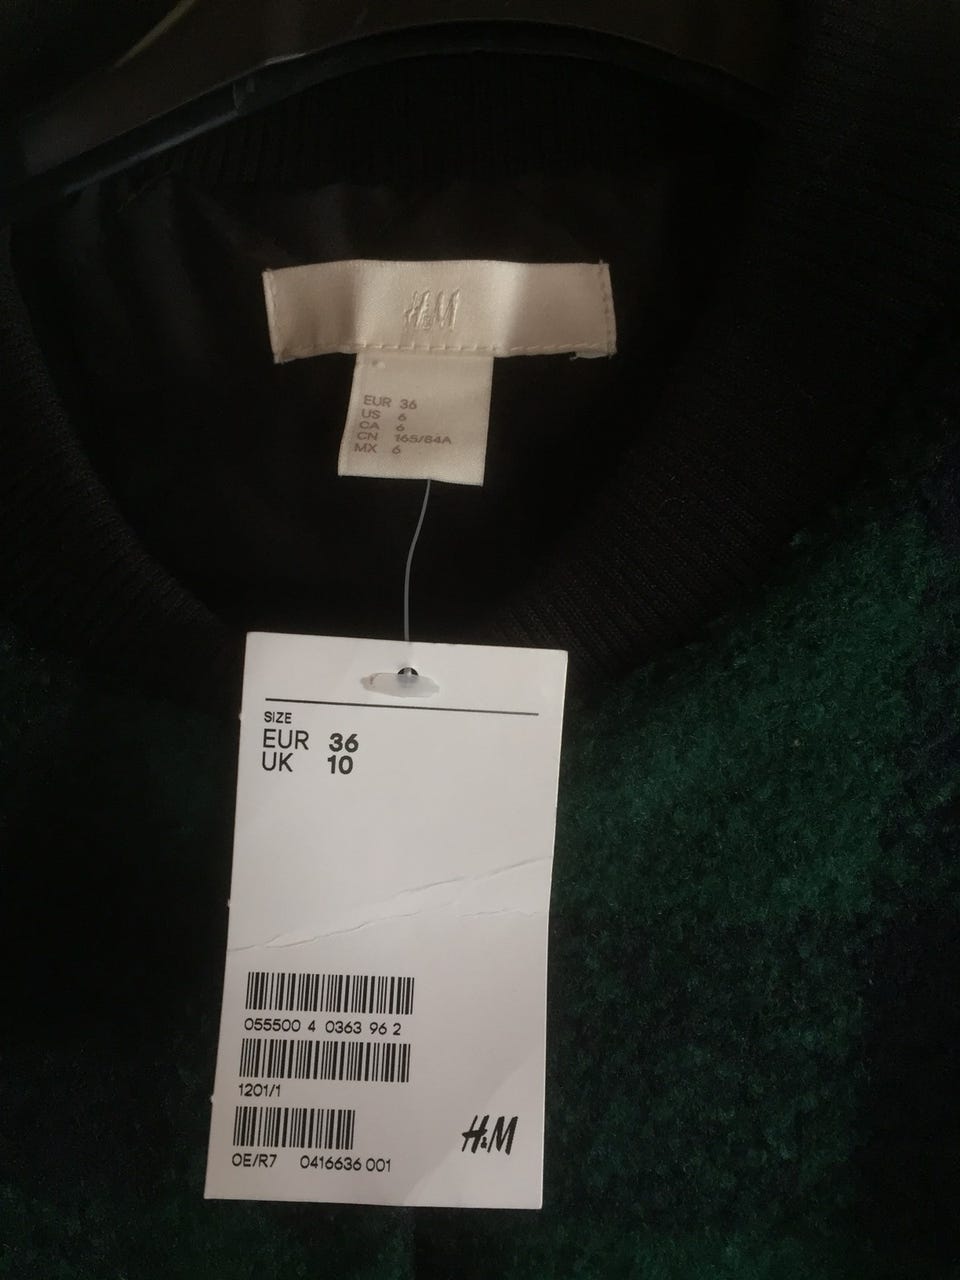 H&M
EUR 36
US 6
CA 6
CN 165/84A
MX 6
SIZE
EUR 36
UK 10
055500 4 0363 96 2
1201/1
OE/R7 0416636 001
H&M